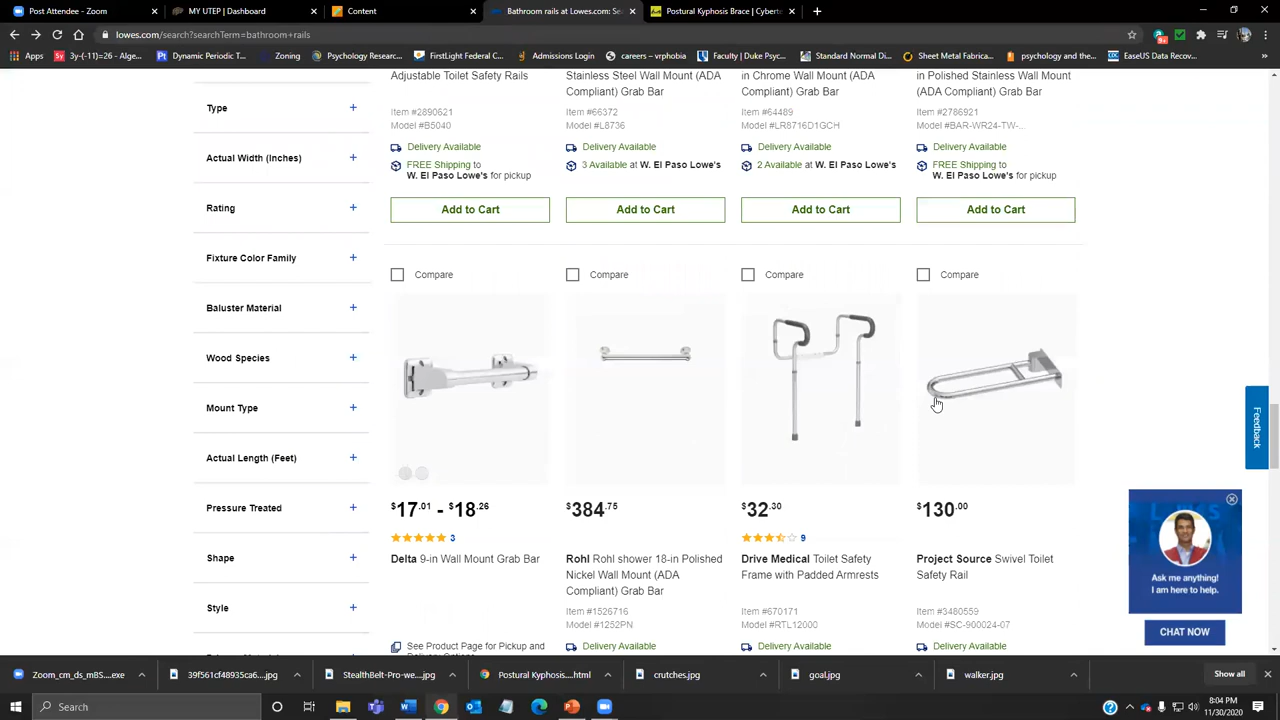 Post Attendee - Zoom
MY UTEP | Dashboard
Content
Bathroom rails at lowes.com: Se
Postural Kyphosis Brace | Cyberte
lowes.com/search?searchTerm=bathroom+rails
Apps
3y-(-11)=26 - Alge...
Dynamic Periodic T...
Zoning
Psychology Researc...
FirstLight Federal C...
Admissions Login
careers – vrphobia
Faculty | Duke Psyc...
Standard Normal Di...
Sheet Metal Fabrica...
psychology and the...
EasUS Data Recov...
Adjustable Toilet Safety Rails
Stainless Steel Wall Mount (ADA
Compliant) Grab Bar
in Chrome Wall Mount (ADA
Compliant) Grab Bar
in Polished Stainless Wall Mount
(ADA Compliant) Grab Bar
Item #2890621
Model #B5040
Item #66372
Model #L8736
Item #64489
Model #LR8716D1GCH
Item #2786921
Model #BAR-WR24-TW-...
Delivery Available
Delivery Available
Delivery Available
Delivery Available
FREE Shipping to
W. El Paso Lowe's for pickup
3 Available at W. El Paso Lowe's
2 Available at W. El Paso Lowe's
FREE Shipping to
W. El Paso Lowe's for pickup
Add to Cart
Add to Cart
Add to Cart
Add to Cart
Type +
Actual Width (Inches) +
Rating +
Fixture Color Family +
Baluster Material +
Wood Species +
Mount Type +
Actual Length (Feet) +
Pressure Treated +
Shape +
Style +
Compare
Compare
Compare
Compare
$17.01 - $18.26
$384.75
$32.30
$130.00
3
9
Delta 9-in Wall Mount Grab Bar
Rohl Rohl shower 18-in Polished
Nickel Wall Mount (ADA
Compliant) Grab Bar
Drive Medical Toilet Safety
Frame with Padded Armrests
Project Source Swivel Toilet
Safety Rail
Item #1526716
Model #1252PN
Item #670171
Model #RTL12000
Item #3480559
Model #SC-900024-07
See Product Page for Pickup and
Delivery Available
Delivery Available
Delivery Available
Feedback
Ask me anything!
I am here to help.
CHAT NOW
Zoom_cm_ds_mBS....exe
39f561cf48935ca6....jpg
StealthBelt-Pro-we....jpg
Postural Kyphosis....html
crutches.jpg
goal.jpg
walker.jpg
Show all
Search
8:04 PM
11/30/2020